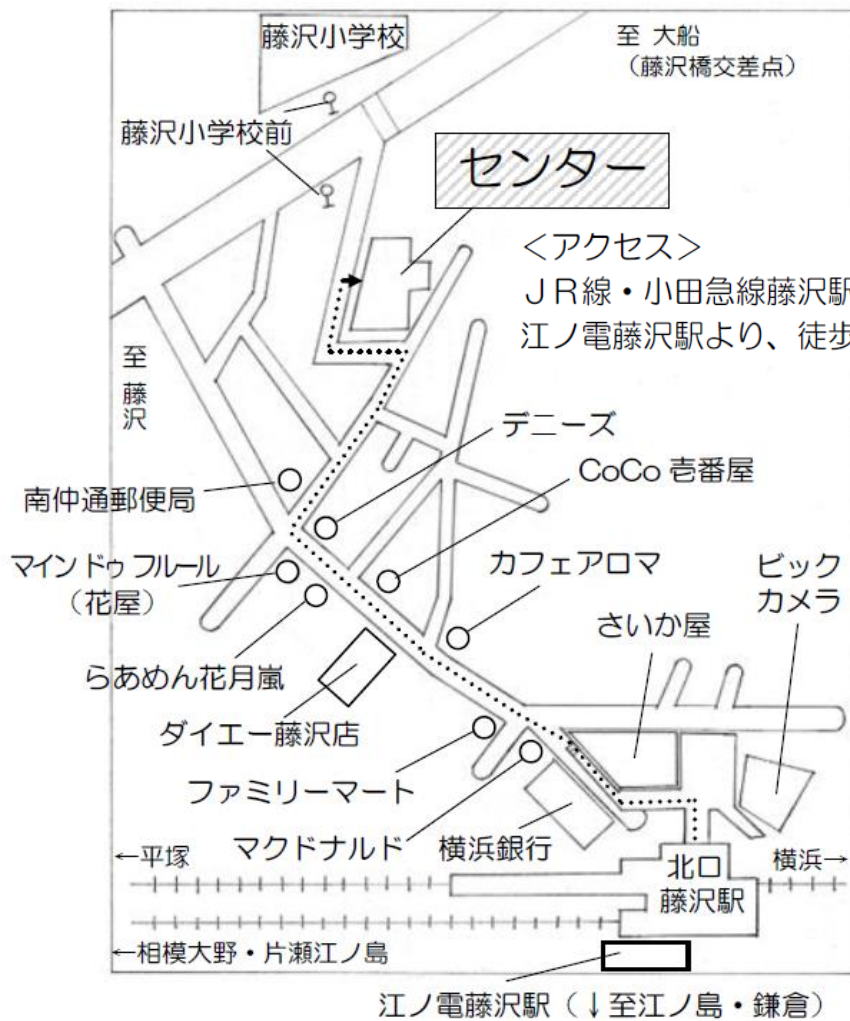 藤沢小学校
至 大船
（藤沢橋交差点）
藤沢小学校前
センター
＜アクセス＞
ＪＲ線・小田急線藤沢駅
江ノ電藤沢駅より、徒歩
至 藤沢
デニーズ
CoCo 壱番屋
南仲通郵便局
マインドゥフルール
（花屋）
カフェアロマ
ビック
カメラ
さいか屋
らあめん花月嵐
ダイエー藤沢店
ファミリーマート
マクドナルド
横浜銀行
←平塚
横浜→
北口
藤沢駅
←相模大野・片瀬江ノ島
江ノ電藤沢駅（↓至江ノ島・鎌倉）